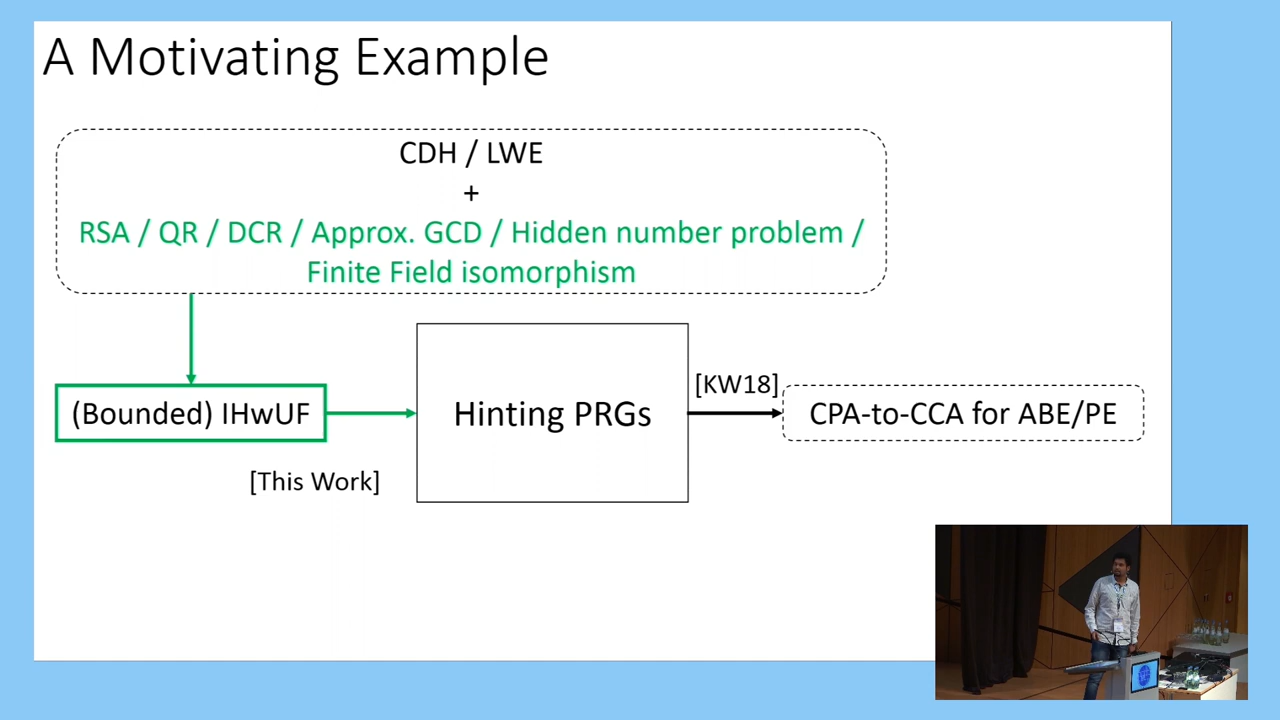 A Motivating Example
CDH / LWE
+
RSA / QR / DCR / Approx. GCD / Hidden number problem /
Finite Field isomorphism
(Bounded) IHwUF
[This Work]
Hinting PRGs
[KW18]
CPA-to-CCA for ABE/PE